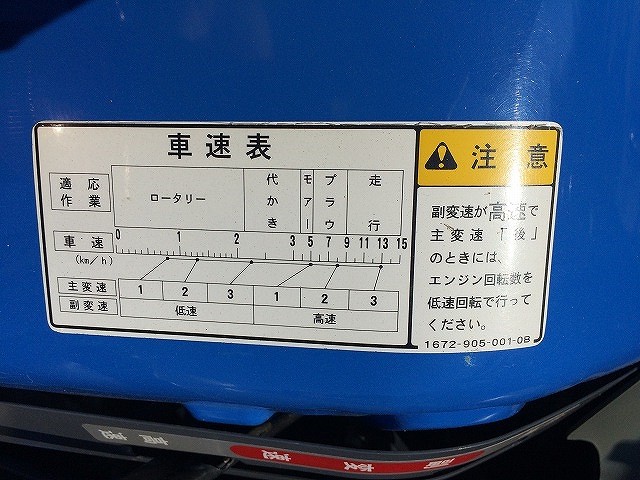 車速表
適応作業 ロータリー 代かき モアー プラウ 走行
車速 (km/h) 0 1 2 3 5 7 9 11 13 15
主変速 1 2 3 1 2 3
副変速 低速 高速
注意
副変速が高速で
主変速「後」
のときには、
エンジン回転数を
低速回転で行って
ください。
1672-905-001-0B